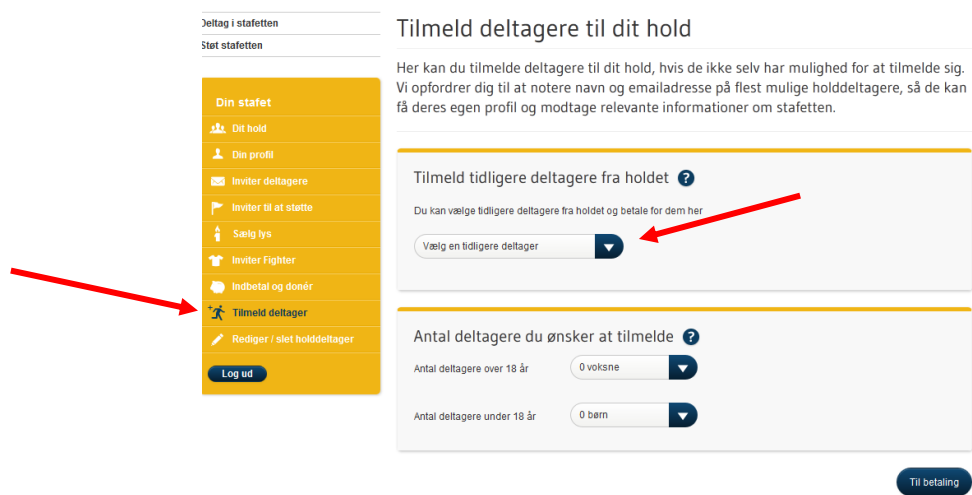 Deltag i stafetten
Støt stafetten
Din stafet
Dit hold
Din profil
Inviter deltagere
Inviter til at støtte
Sælg lys
Inviter Fighter
Indbetal og donér
Tilmeld deltager
Rediger / slet holddeltager
Log ud
Tilmeld deltagere til dit hold
Her kan du tilmelde deltagere til dit hold, hvis de ikke selv har mulighed for at tilmelde sig.
Vi opfordrer dig til at notere navn og emailadresse på flest mulige holddeltagere, så de kan
få deres egen profil og modtage relevante informationer om stafetten.
Tilmeld tidligere deltagere fra holdet ?
Du kan vælge tidligere deltagere fra holdet og betale for dem her
Vælg en tidligere deltager
Antal deltagere du ønsker at tilmelde ?
Antal deltagere over 18 år 0 voksne
Antal deltagere under 18 år 0 børn
Til betaling